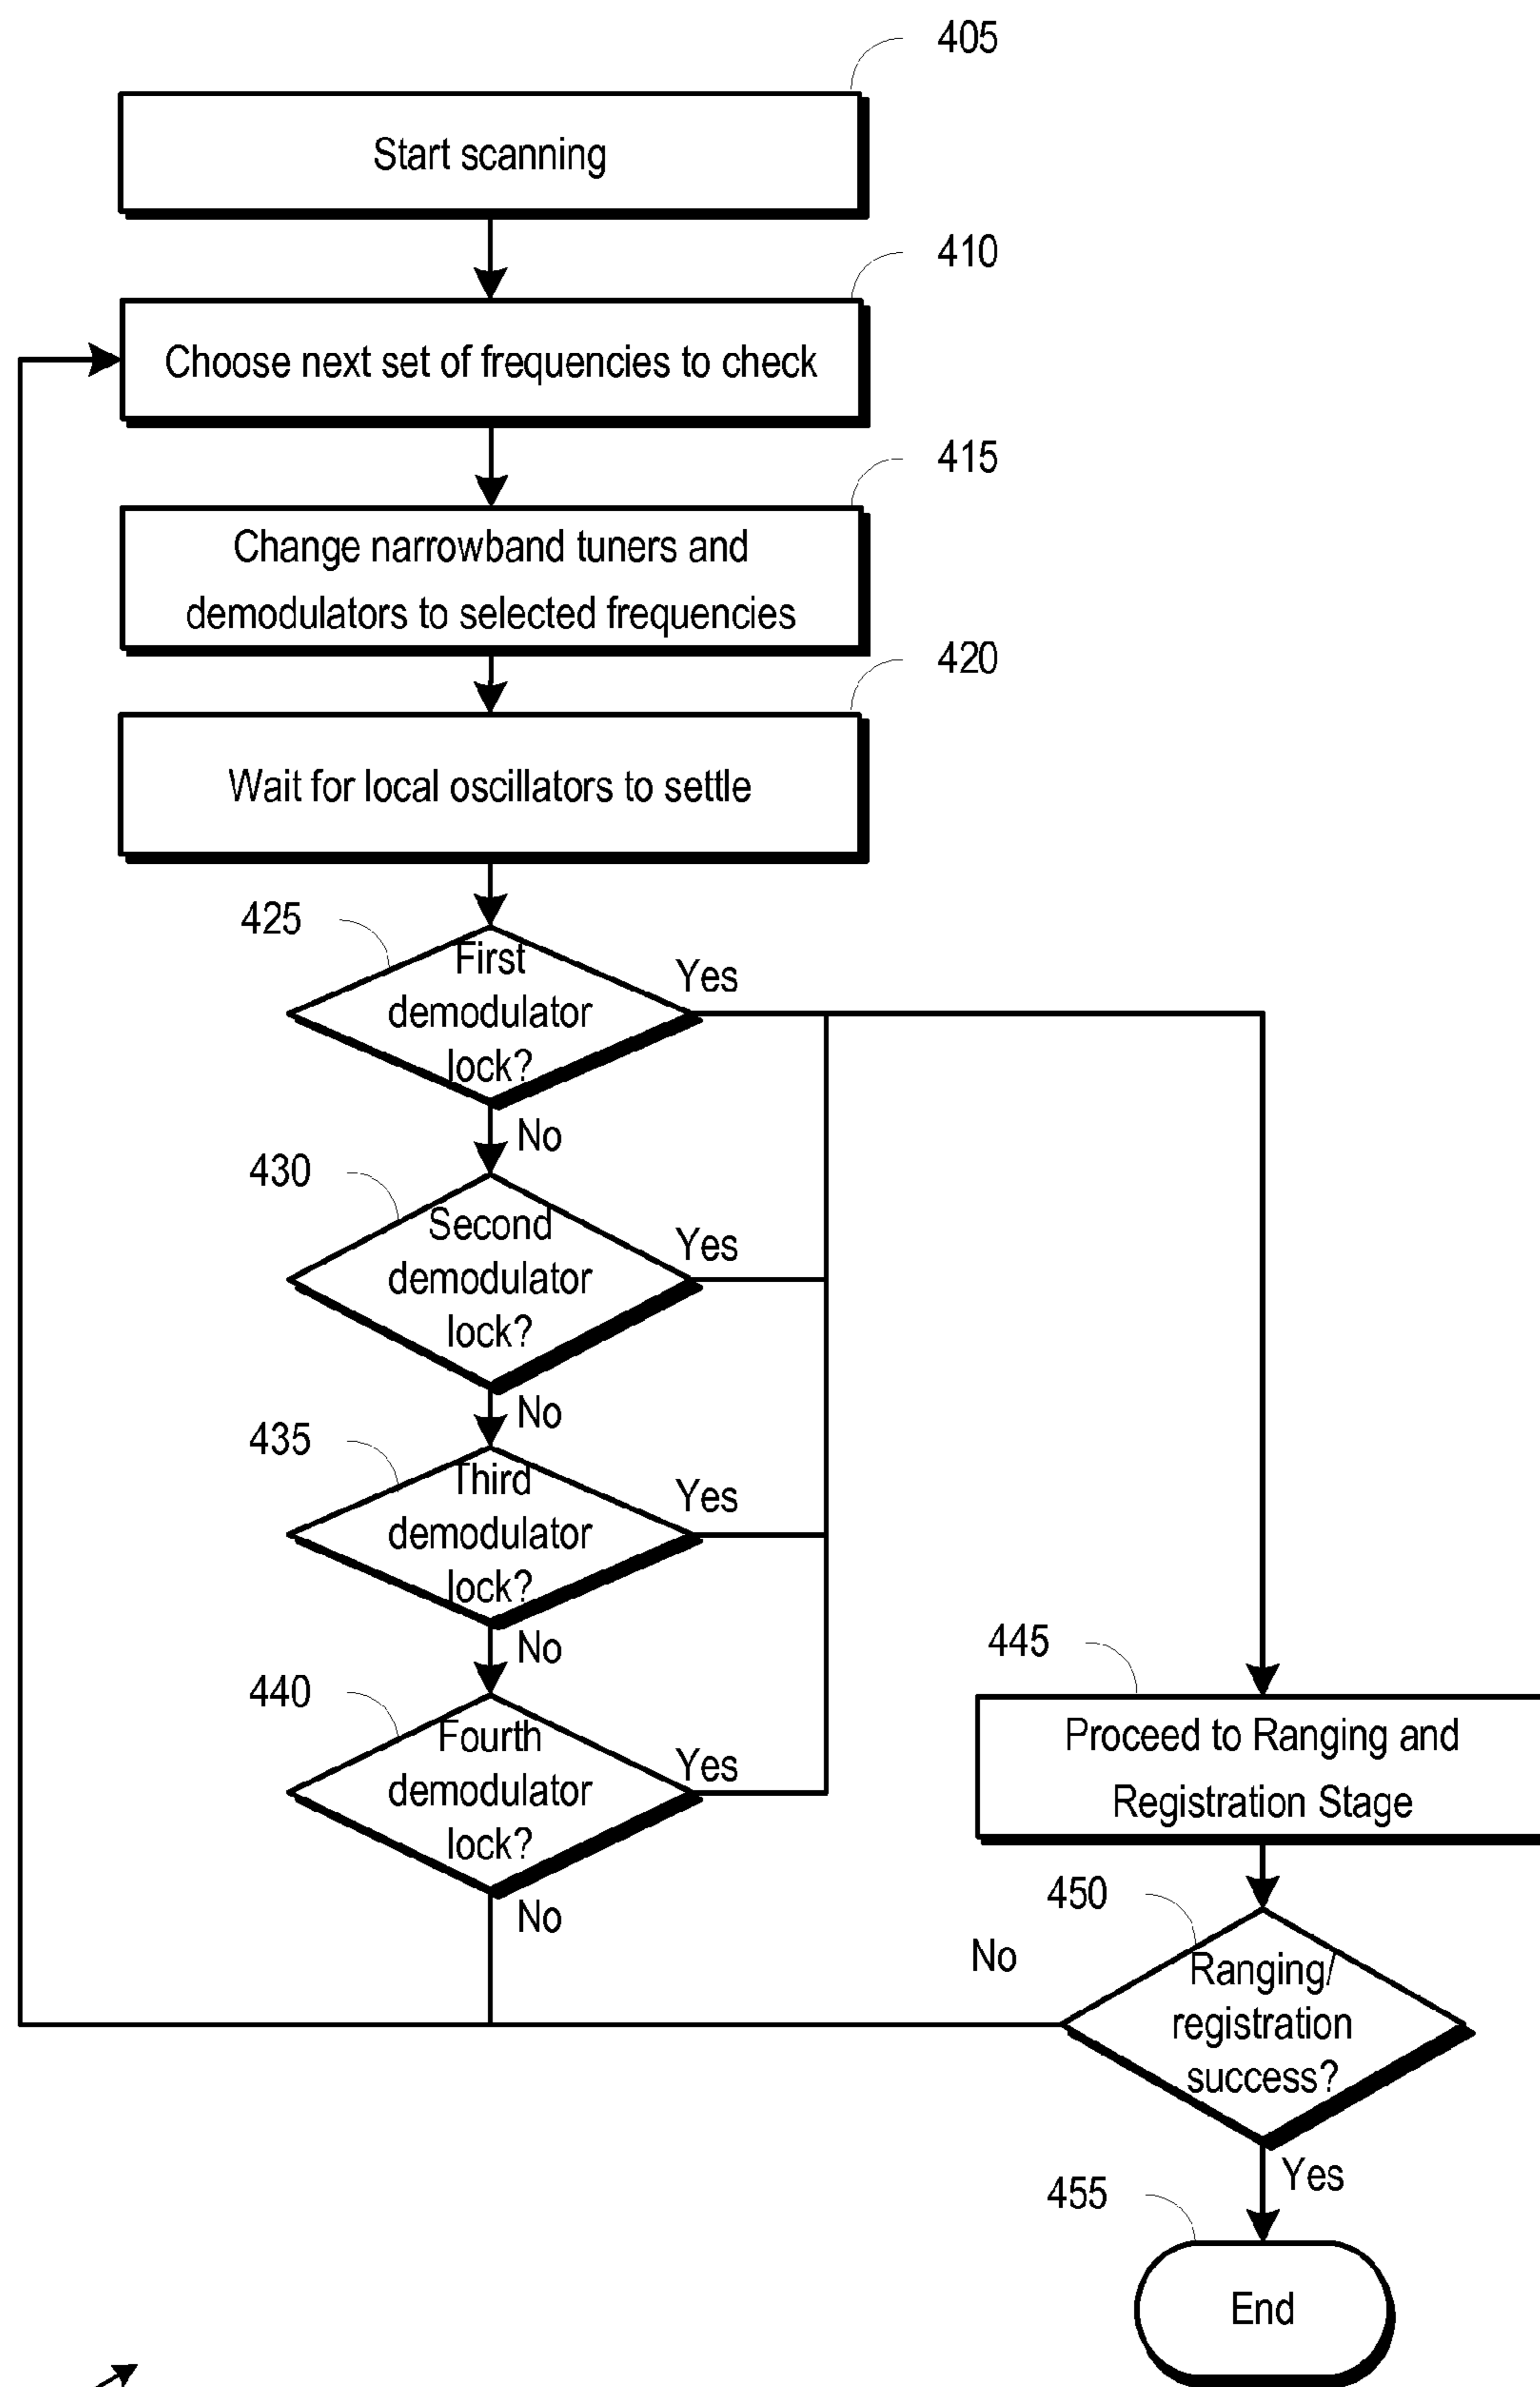 405
Start scanning
410
Choose next set of frequencies to check
415
Change narrowband tuners and
demodulators to selected frequencies
420
Wait for local oscillators to settle
425
First
demodulator
lock?
Yes
No
430
Second
demodulator
lock?
Yes
No
435
Third
demodulator
lock?
Yes
No
440
Fourth
demodulator
lock?
Yes
No
445
Proceed to Ranging and
Registration Stage
450
Ranging/
registration
success?
No
Yes
455
End